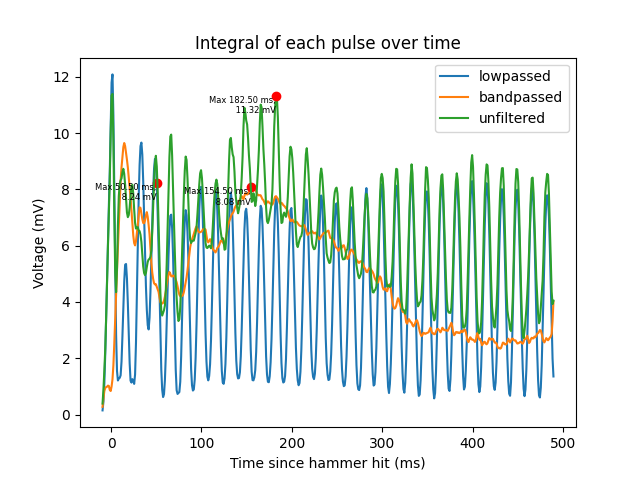 Integral of each pulse over time
lowpassed
bandpassed
unfiltered
Max 182.50 ms,
11.32 mV
Max 50.50 ms,
8.24 mV
Max 154.50 ms,
8.08 mV
Voltage (mV)
12
10
8
6
4
2
0
0
100
200
300
400
500
Time since hammer hit (ms)